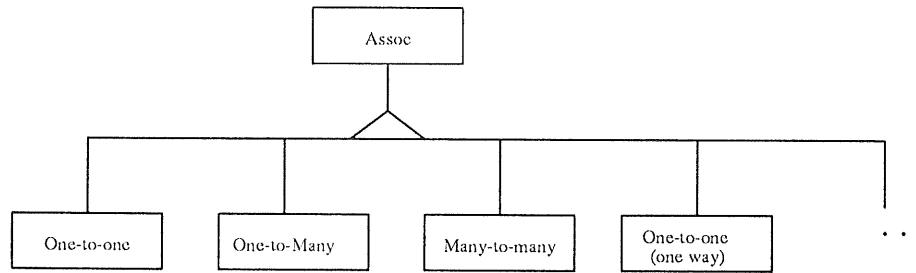 Assoc
One-to-one
One-to-Many
Many-to-many
One-to-one
(one way)
. .